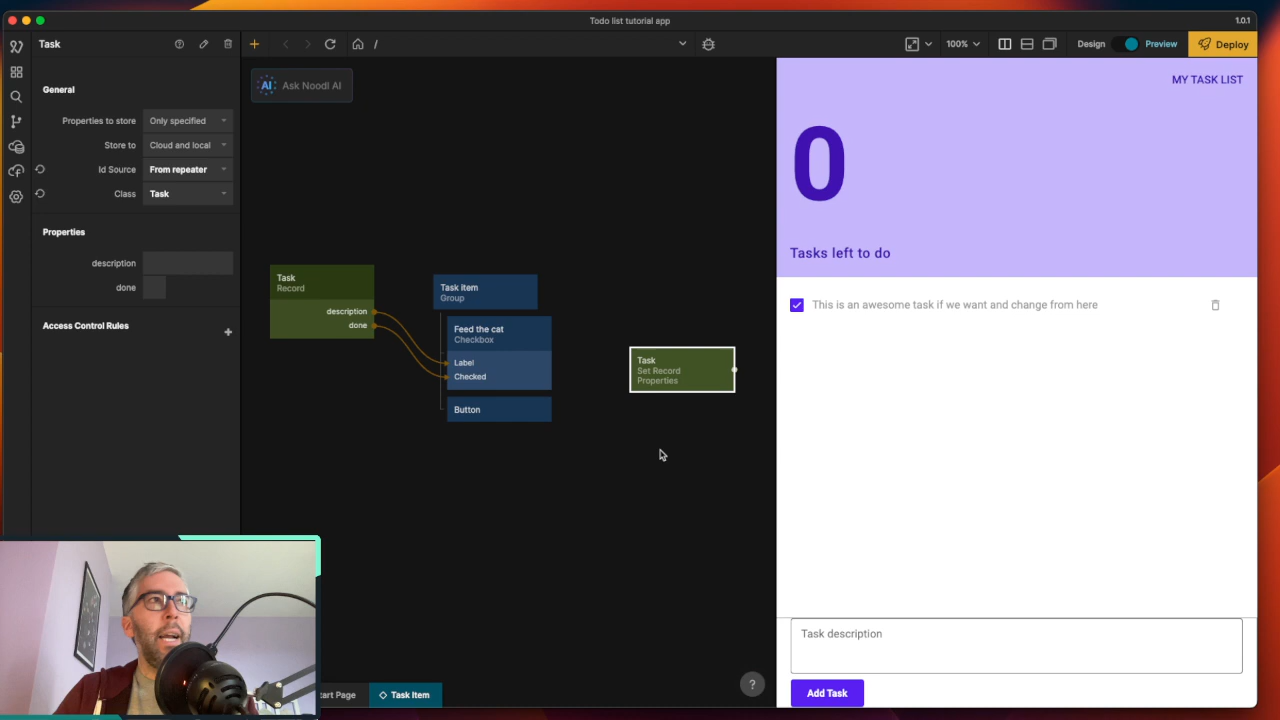 Todo list tutorial app
1.0.1
Task
/
100%
Design
Preview
Deploy
General
Properties to store
Only specified
Store to
Cloud and local
Id Source
From repeater
Class
Task
Properties
description
done
Access Control Rules
+
AI Ask Noodl AI
Task
Record
description
done
Task item
Group
Feed the cat
Checkbox
Label
Checked
Button
Task
Set Record
Properties
?
tart Page
Task Item
MY TASK LIST
0
Tasks left to do
This is an awesome task if we want and change from here
Task description
Add Task